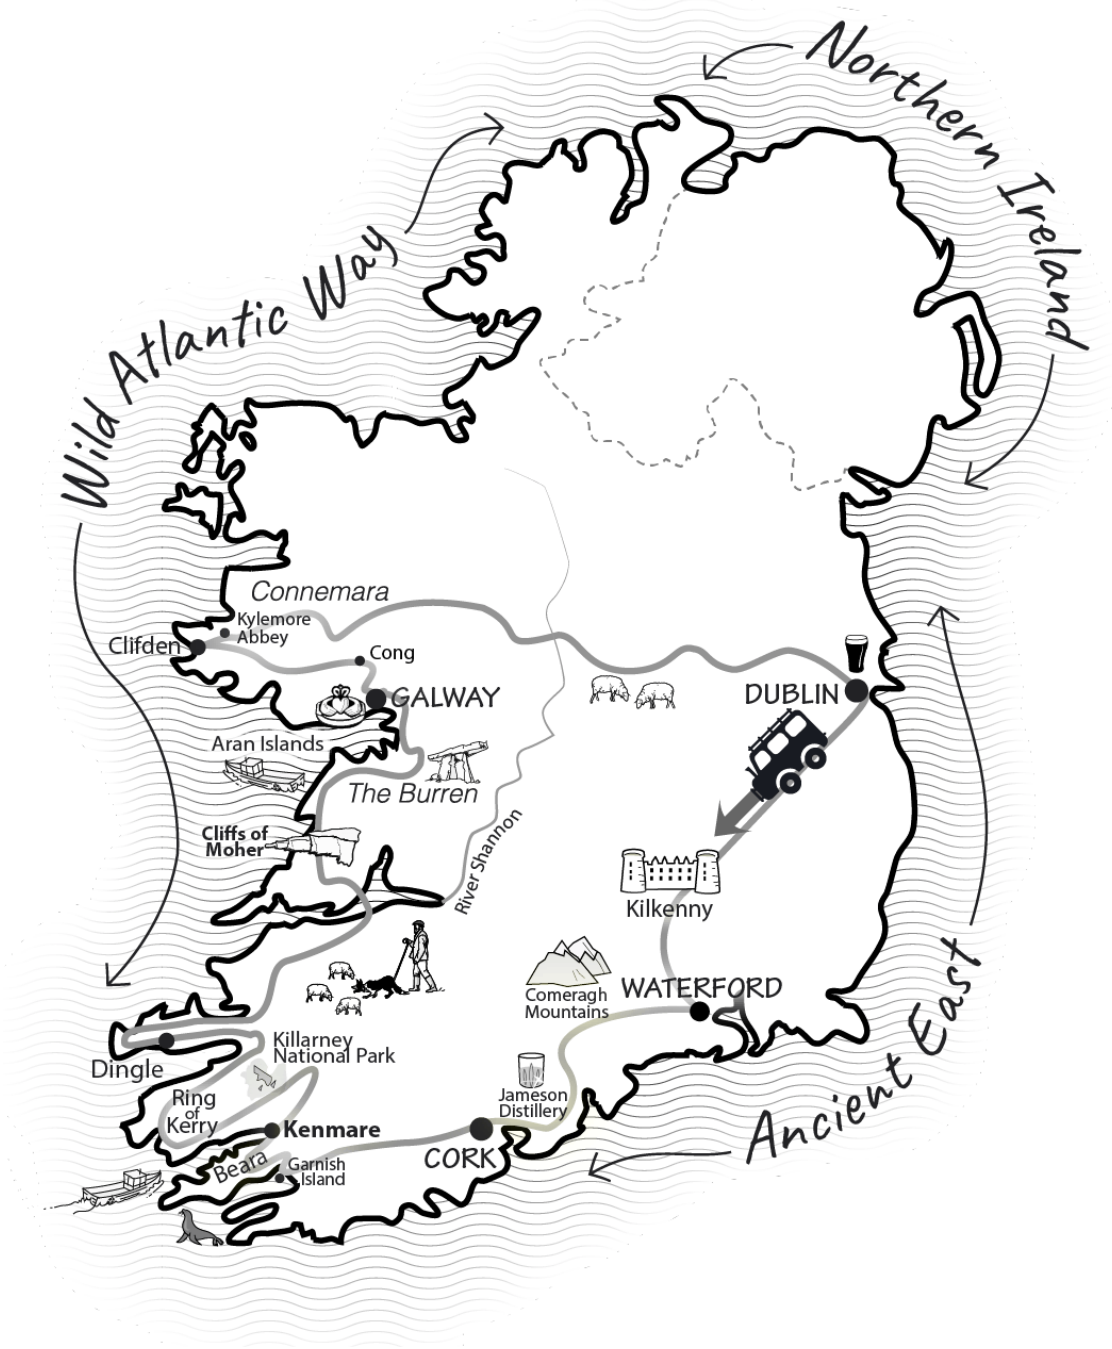 Northern Ireland
Wild Atlantic Way
Connemara
Kylemore
Abbey
Clifden
Cong
GALWAY
DUBLIN
Aran Islands
The Burren
Cliffs of
Moher
River Shannon
Kilkenny
WATERFORD
Comeragh
Mountains
Ancient East
Killarney
National Park
Dingle
Jameson
Distillery
Ring
of
Kerry
Kenmare
CORK
Beara
Garnish
Island